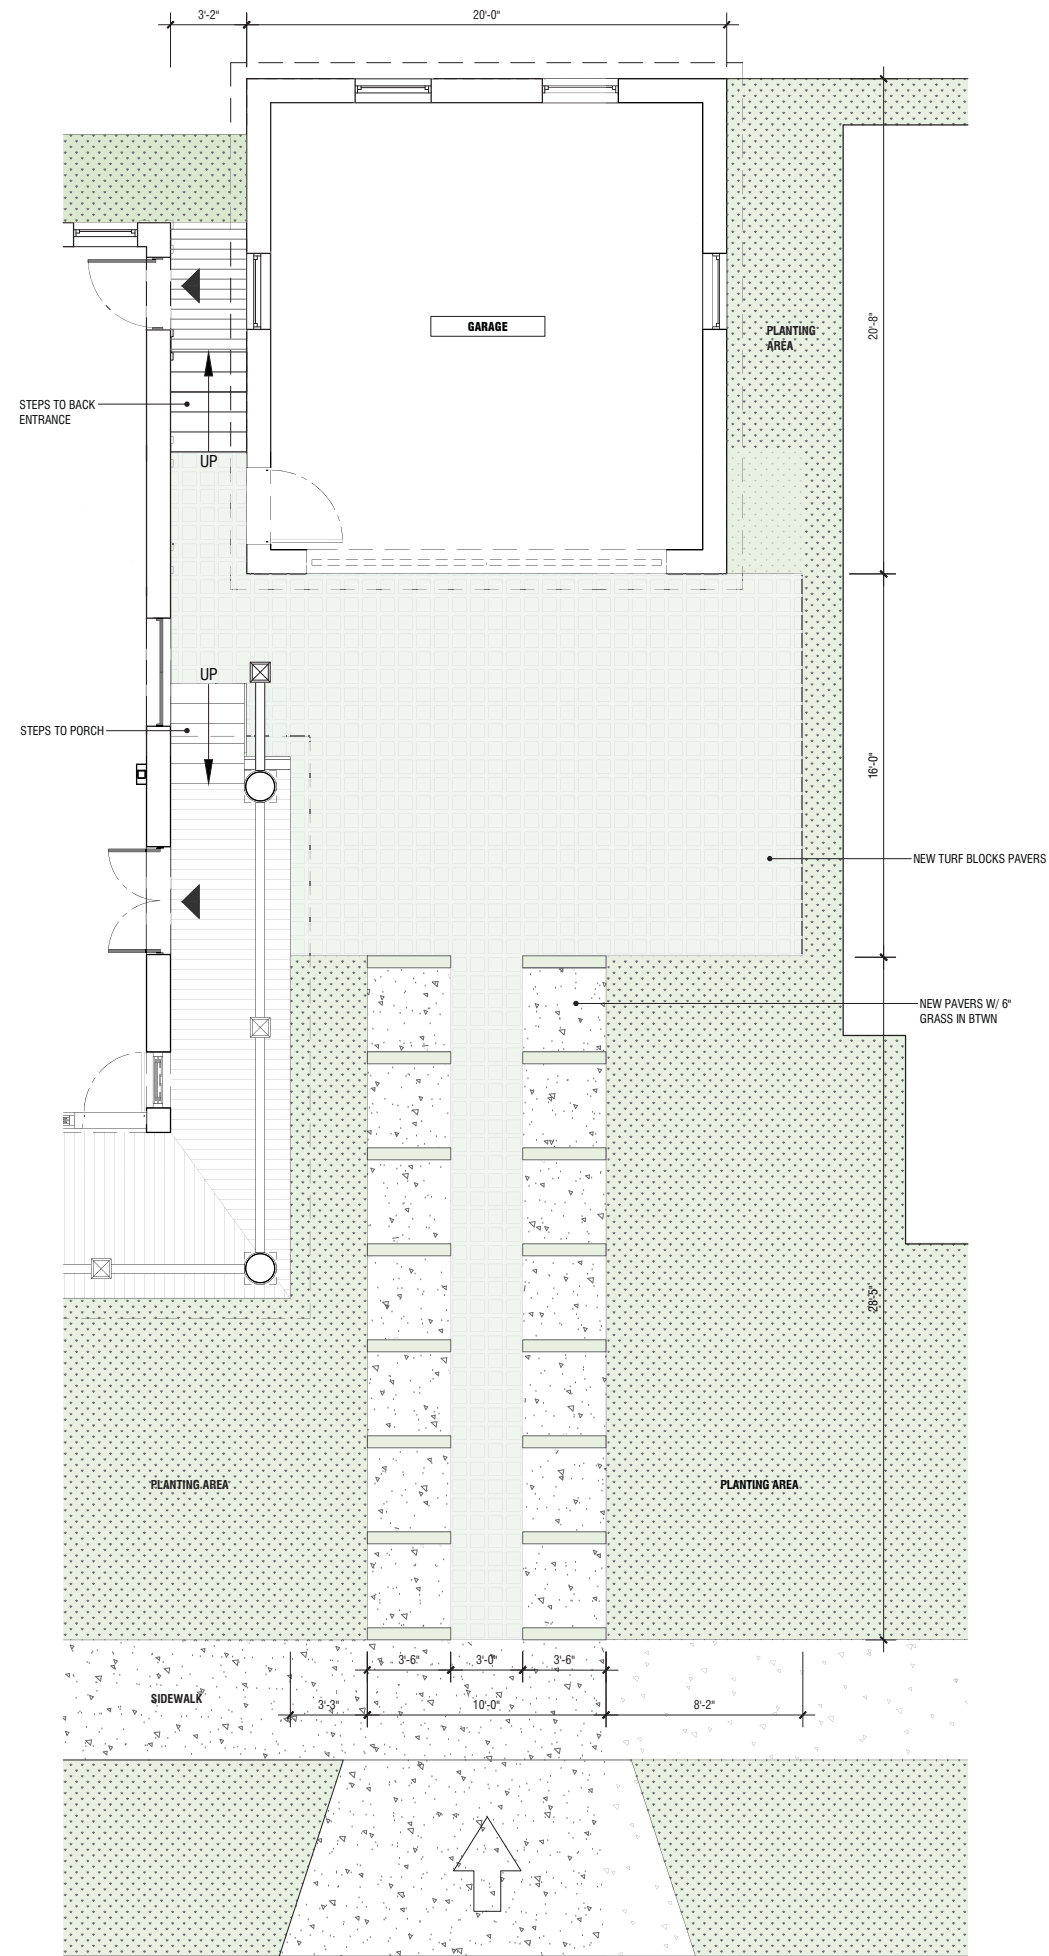 3'-2"
20'-0"
GARAGE
PLANTING
AREA
20'-8"
STEPS TO BACK
ENTRANCE
UP
UP
STEPS TO PORCH
16'-0"
NEW TURF BLOCKS PAVERS
NEW PAVERS W/ 6"
GRASS IN BTWN
28'-5"
PLANTING AREA
PLANTING AREA
3'-6"
3'-0"
3'-6"
SIDEWALK
3'-3"
10'-0"
8'-2"